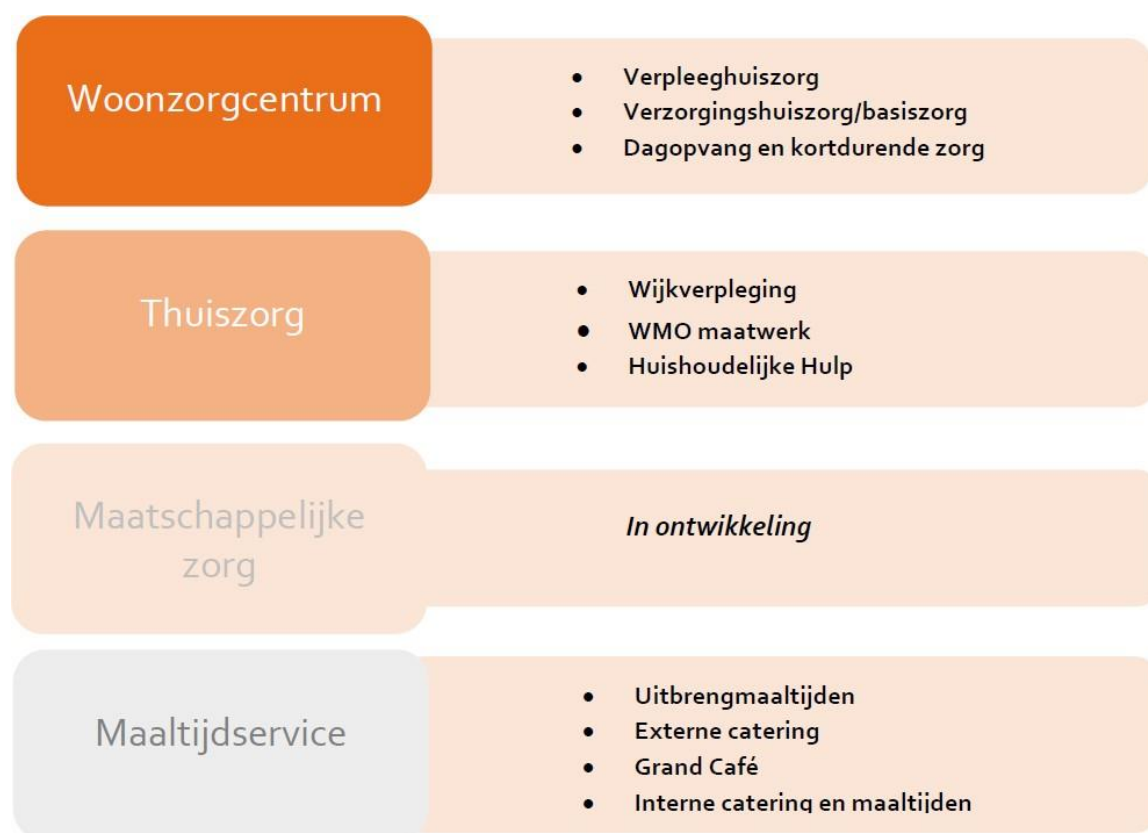 Woonzorgcentrum
• Verpleeghuiszorg
• Verzorgingshuiszorg/basiszorg
• Dagopvang en kortdurende zorg
Thuiszorg
• Wijkverpleging
• WMO maatwerk
• Huishoudelijke Hulp
Maatschappelijke
zorg
In ontwikkeling
Maaltijdservice
• Uitbrengmaaltijden
• Externe catering
• Grand Café
• Interne catering en maaltijden